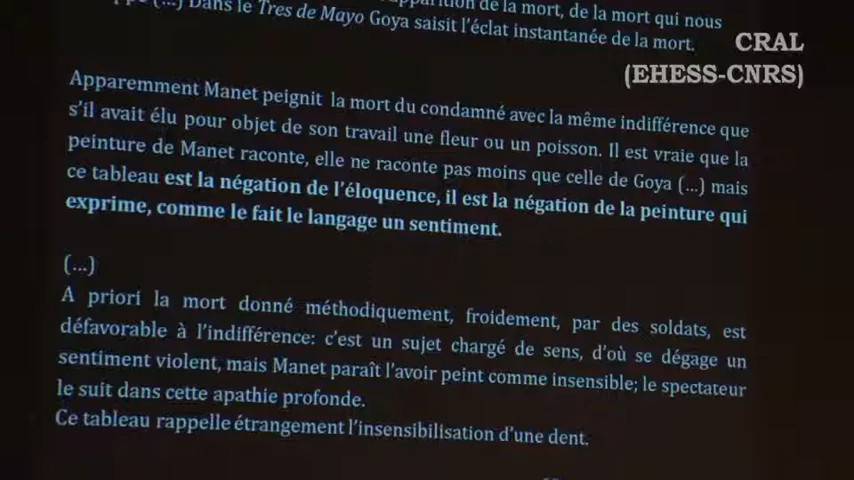 de la mort, de la mort qui nous
(...) Dans le Tres de Mayo Goya saisit l'éclat instantanée de la mort.
CRAL
(EHESS-CNRS)
Apparemment Manet peignit la mort du condamné avec la même indifférence que
s'il avait élu pour objet de son travail une fleur ou un poisson. Il est vraie que la
peinture de Manet raconte, elle ne raconte pas moins que celle de Goya (...) mais
ce tableau est la négation de l'éloquence, il est la négation de la peinture qui
exprime, comme le fait le langage un sentiment.
(...)
A priori la mort donné méthodiquement, froidement, par des soldats, est
défavorable à l'indifférence: c'est un sujet chargé de sens, d'où se dégage un
sentiment violent, mais Manet paraît l'avoir peint comme insensible; le spectateur
le suit dans cette apathie profonde.
Ce tableau rappelle étrangement l'insensibilisation d'une dent.